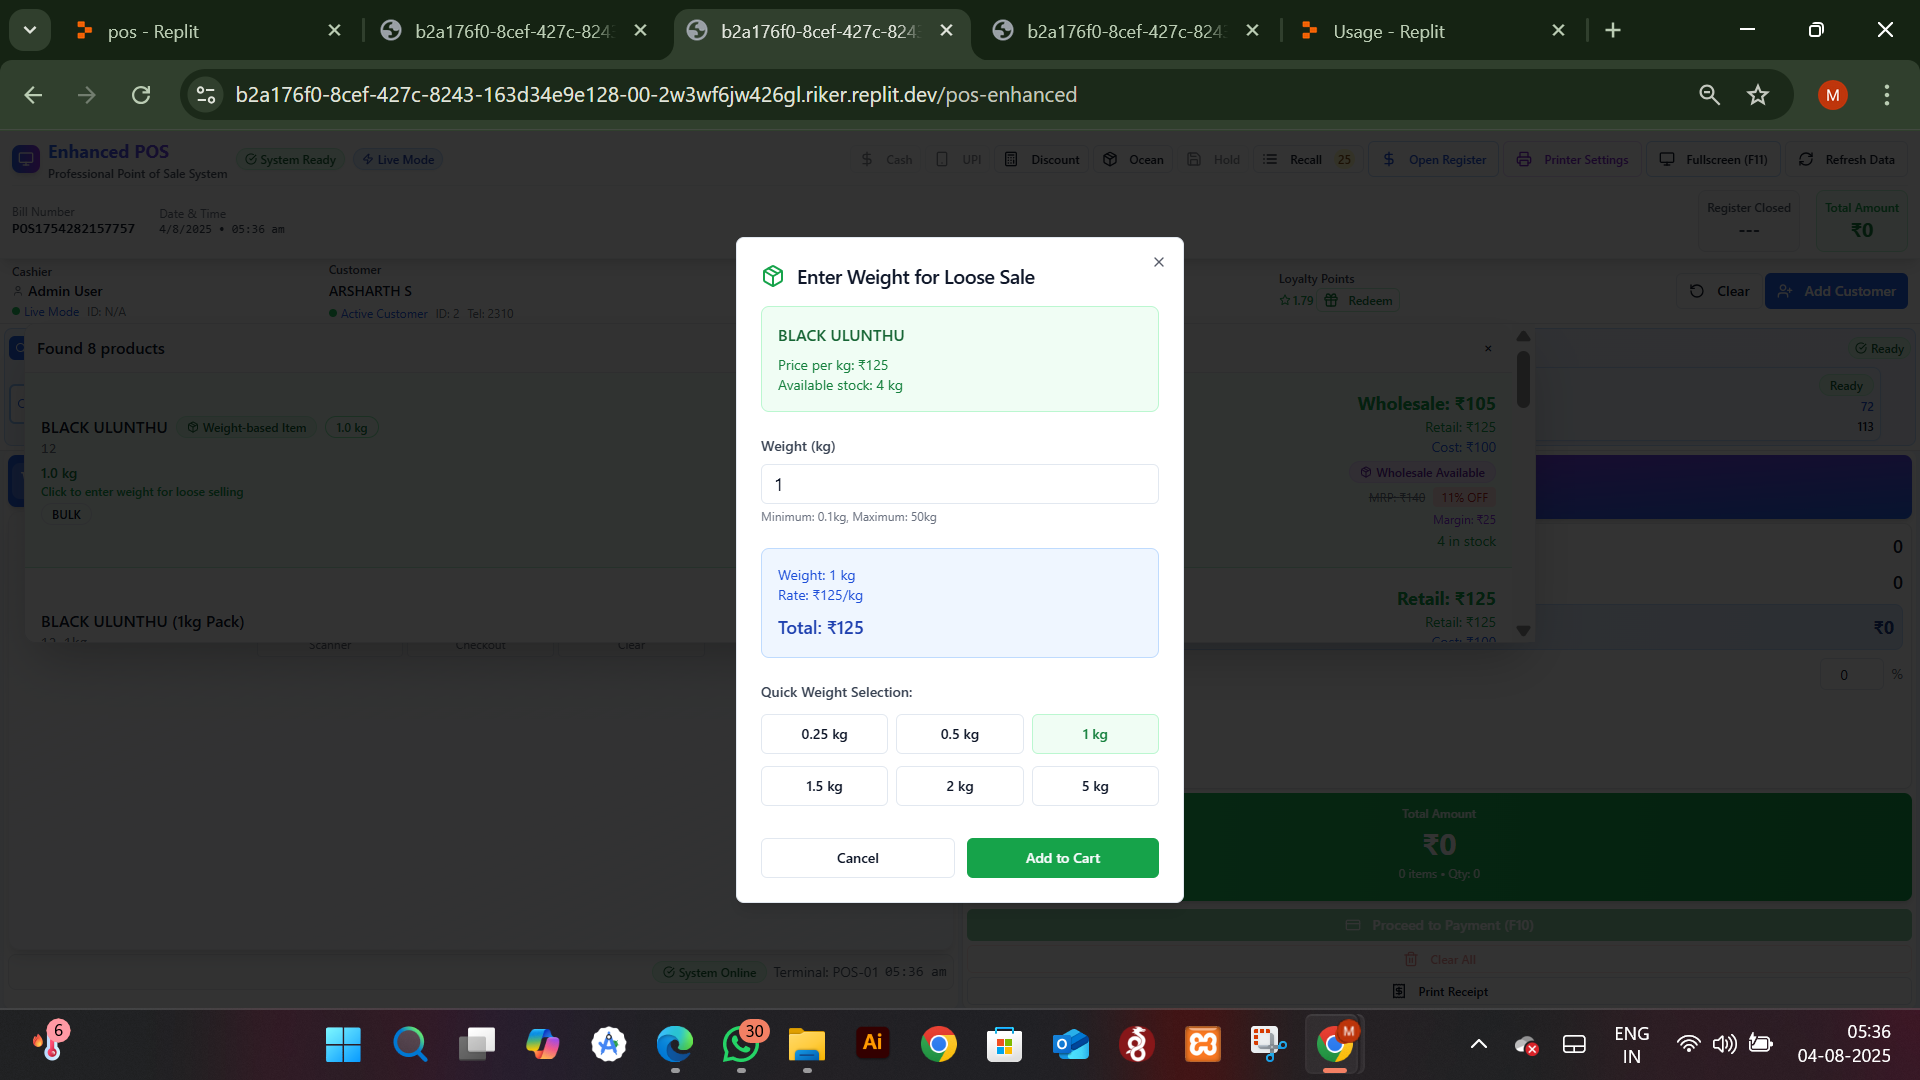 pos - Replit
b2a176f0-8cef-427c-824
b2a176f0-8cef-427c-824
b2a176f0-8cef-427c-824
Usage - Replit
b2a176f0-8cef-427c-8243-163d34e9e128-00-2w3wf6jw426gl.riker.replit.dev/pos-enhanced
M
Enhanced POS
Professional Point of Sale System
System Ready
Live Mode
Cash
UPI
Discount
Ocean
Hold
Recall 25
Open Register
Printer Settings
Fullscreen (F11)
Refresh Data
Bill Number
POS1754282157757
Date & Time
4/8/2025 • 05:36 am
Register Closed
---
Total Amount
₹0
Cashier
Admin User
Live Mode ID: N/A
Customer
ARSHARTH S
Active Customer ID: 2 Tel: 2310
Loyalty Points
1.79 Redeem
Clear
Add Customer
Found 8 products
×
Ready
Ready
72
113
BLACK ULUNTHU Weight-based Item 1.0 kg
12
1.0 kg
Click to enter weight for loose selling
BULK
Wholesale: ₹105
Retail: ₹125
Cost: ₹100
Wholesale Available
MRP: ₹140 11% OFF
Margin: ₹25
4 in stock
BLACK ULUNTHU (1kg Pack)
12-1kg
Retail: ₹125
Retail: ₹125
Cost: ₹100
Scanner
Checkout
Clear
0
0
₹0
0 %
Enter Weight for Loose Sale
BLACK ULUNTHU
Price per kg: ₹125
Available stock: 4 kg
Weight (kg)
1
Minimum: 0.1kg, Maximum: 50kg
Weight: 1 kg
Rate: ₹125/kg
Total: ₹125
Quick Weight Selection:
0.25 kg
0.5 kg
1 kg
1.5 kg
2 kg
5 kg
Cancel
Add to Cart
Total Amount
₹0
0 items • Qty: 0
Proceed to Payment (F10)
Clear All
Print Receipt
System Online
Terminal: POS-01 05:36 am
6
30
Ai
M
ENG
IN
05:36
04-08-2025